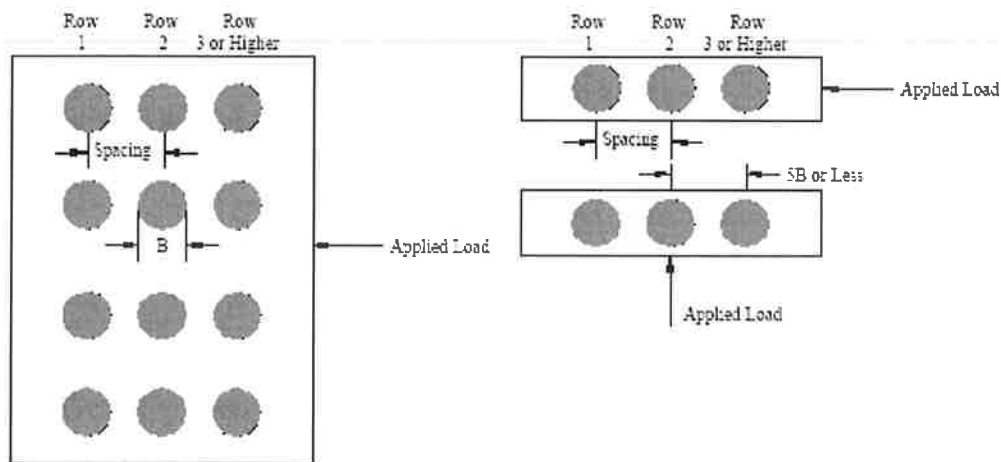 Row Row Row
1 2 3 or Higher
Spacing
B
Applied Load
Row Row Row
1 2 3 or Higher
Applied Load
Spacing
5B or Less
Applied Load